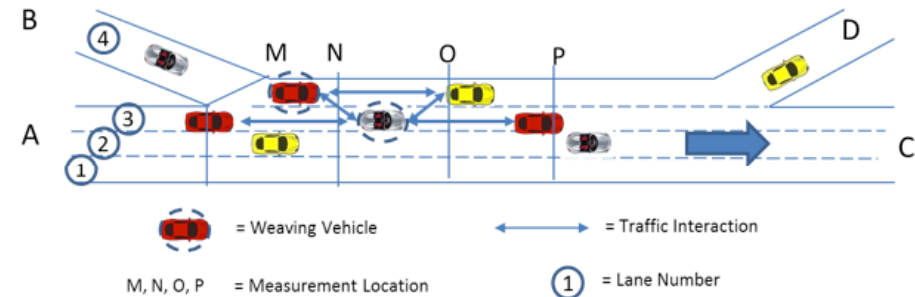 B
4
M N O P
D
A
3
2
1
C
= Weaving Vehicle
= Traffic Interaction
M, N, O, P = Measurement Location
1 = Lane Number